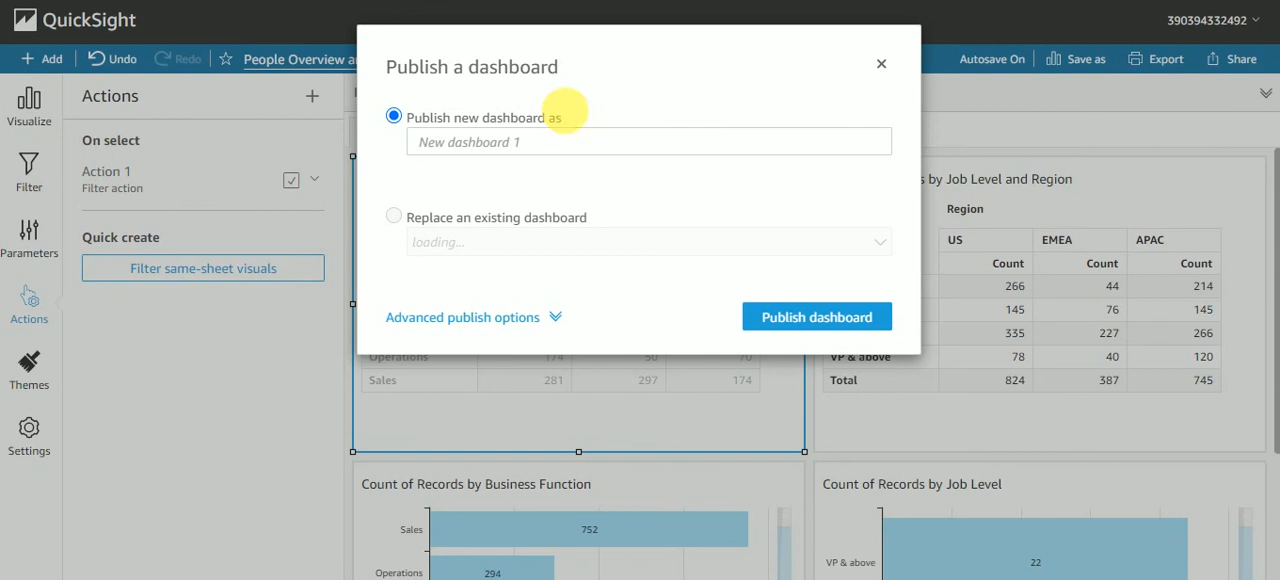 QuickSight
390394332492
Add Undo Redo People Overview a
Autosave On Save as Export Share
Visualize
Filter
Parameters
Actions
Themes
Settings
Actions
On select
Action 1
Filter action
Quick create
Filter same-sheet visuals
Publish a dashboard
Publish new dashboard as
New dashboard 1
Replace an existing dashboard
loading...
Advanced publish options
Publish dashboard
Operations 174 50 70
Sales 281 297 174
s by Job Level and Region
Region
US EMEA APAC
Count Count Count
266 44 214
145 76 145
335 227 266
VP & above 78 40 120
Total 824 387 745
Count of Records by Business Function
Sales 752
Operations 294
Count of Records by Job Level
VP & above 22